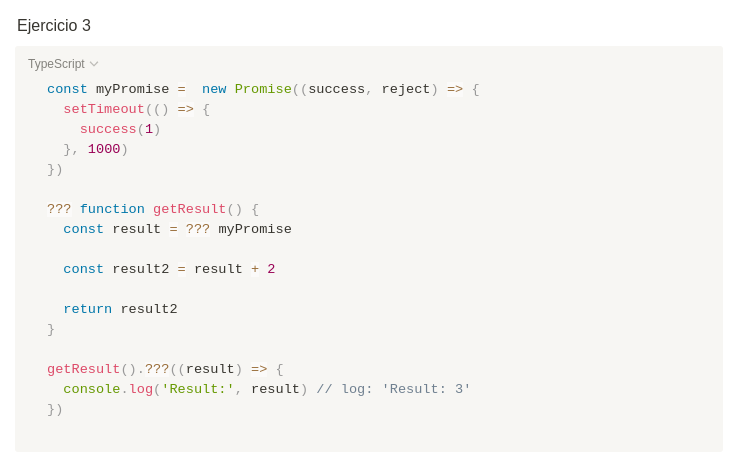 Ejercicio 3
TypeScript
const myPromise =  new Promise((success, reject) => {
  setTimeout(() => {
    success(1)
  }, 1000)
})

??? function getResult() {
  const result = ??? myPromise

  const result2 = result + 2

  return result2
}

getResult().???((result) => {
  console.log('Result:', result) // log: 'Result: 3'
})